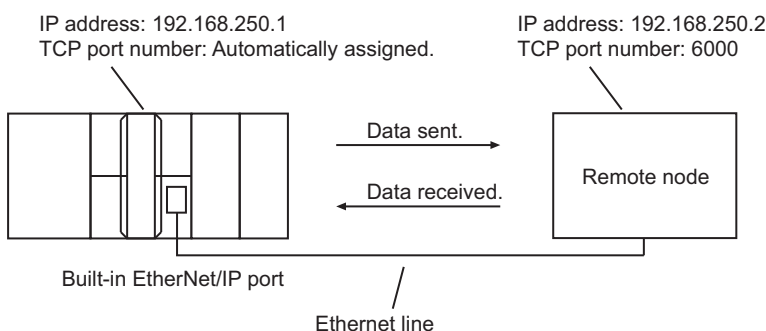 IP address: 192.168.250.1
TCP port number: Automatically assigned.
IP address: 192.168.250.2
TCP port number: 6000
Data sent.
Data received.
Remote node
Built-in EtherNet/IP port
Ethernet line